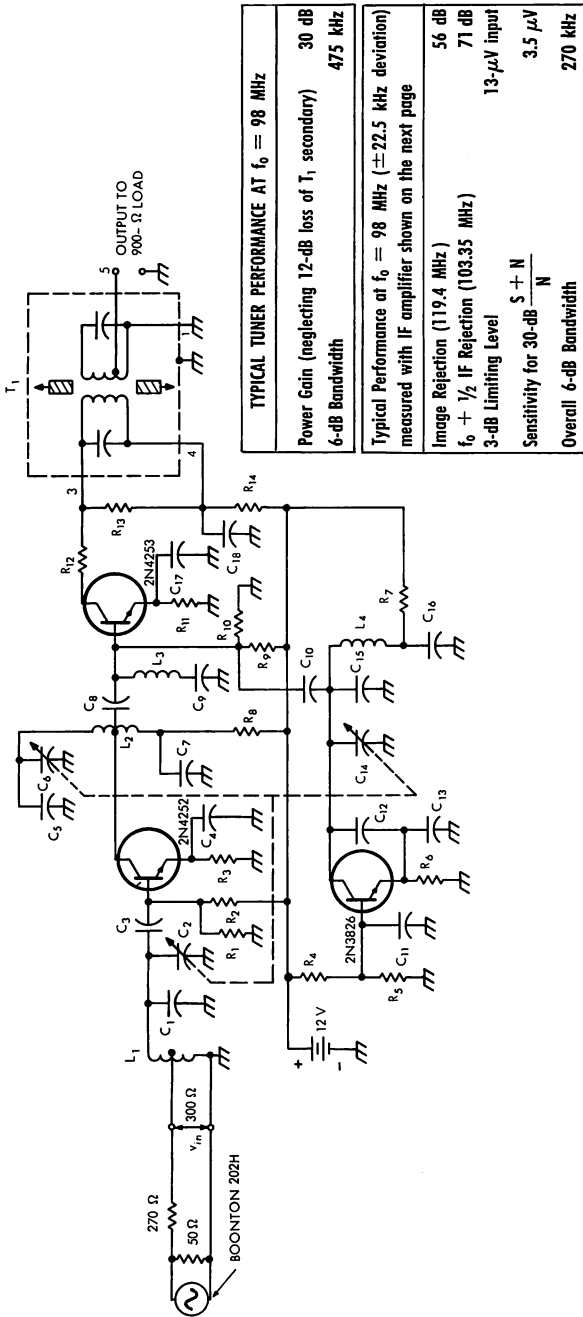 T₁
5
OUTPUT TO
900- Ω LOAD
1
3
4
R₁₂
R₁₃
R₁₄
C₁₈
2N4253
C₁₇
R₁₁
R₁₀
R₉
C₈
L₃
C₉
L₂
C₆
C₅
C₇
R₈
C₁₀
L₄
R₇
C₁₅
C₁₆
C₁₄
C₁₂
C₁₃
2N4252
C₄
R₃
R₂
R₁
C₃
C₂
C₁
L₁
2N3826
R₆
C₁₁
R₄
R₅
+
12 V
–
270 Ω
50 Ω
300 Ω
v_in
BOONTON 202H
TYPICAL TUNER PERFORMANCE AT f₀ = 98 MHz
Power Gain (neglecting 12-dB loss of T₁ secondary) 30 dB
6-dB Bandwidth 475 kHz
Typical Performance at f₀ = 98 MHz (±22.5 kHz deviation)
measured with IF amplifier shown on the next page
Image Rejection (119.4 MHz) 56 dB
f₀ + ½ IF Rejection (103.35 MHz) 71 dB
3-dB Limiting Level 13-μV input
Sensitivity for 30-dB S + N / N 3.5 μV
Overall 6-dB Bandwidth 270 kHz